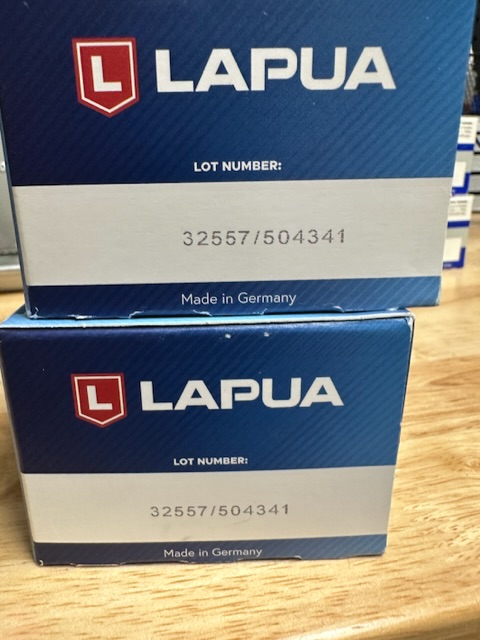 L LAPUA
LOT NUMBER:
32557/504341
Made in Germany
L LAPUA
LOT NUMBER:
32557/504341
Made in Germany